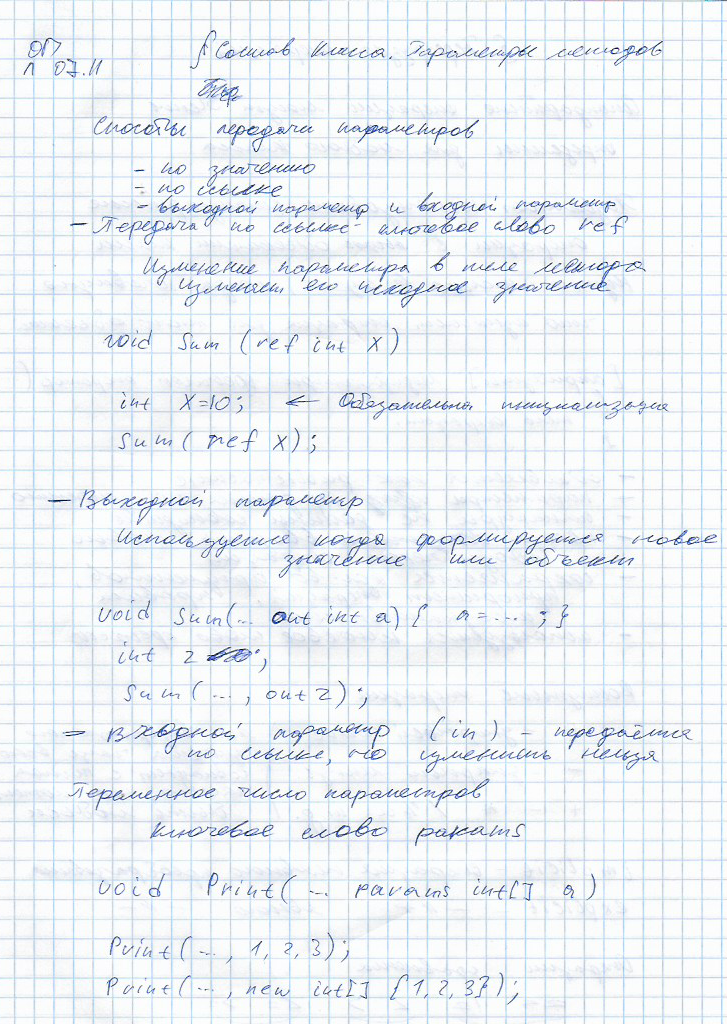 ОП
л 07.11
§ Состав класса. Параметры методов
Способы передачи параметров
- по значению
- по ссылке
- выходной параметр и входной параметр
- Передача по ссылке - ключевое слово ref
Изменение параметра в теле метода
изменяет его исходное значение
void Sum (ref int X)
int X=10; ← Обязательна инициализация
Sum( ref X);
- Выходной параметр
Используется когда формируется новое
значение или объект
void Sum(... out int a) { a=... ; }
int z ;
Sum(..., out z);
- Входной параметр (in) - передаётся
по ссылке, но изменить нельзя
Переменное число параметров
Ключевое слово params
void Print( ... params int[] a)
Print( ..., 1, 2, 3);
Print( ..., new int[] {1, 2, 3});